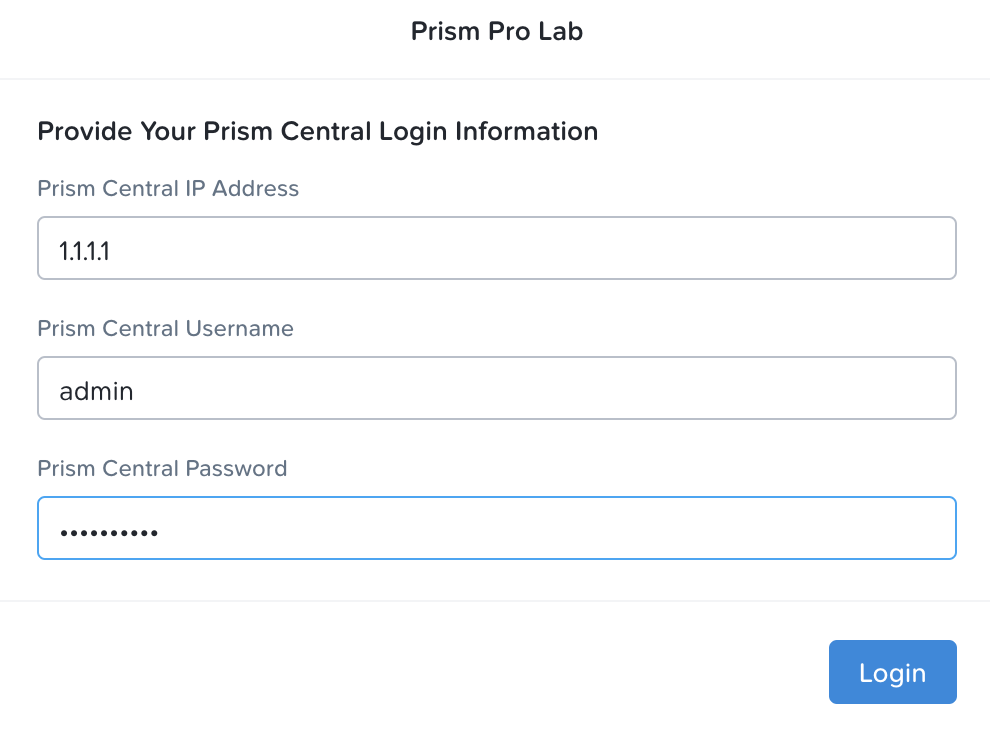 Prism Pro Lab
Provide Your Prism Central Login Information
Prism Central IP Address
1.1.1.1
Prism Central Username
admin
Prism Central Password
••••••••••
Login